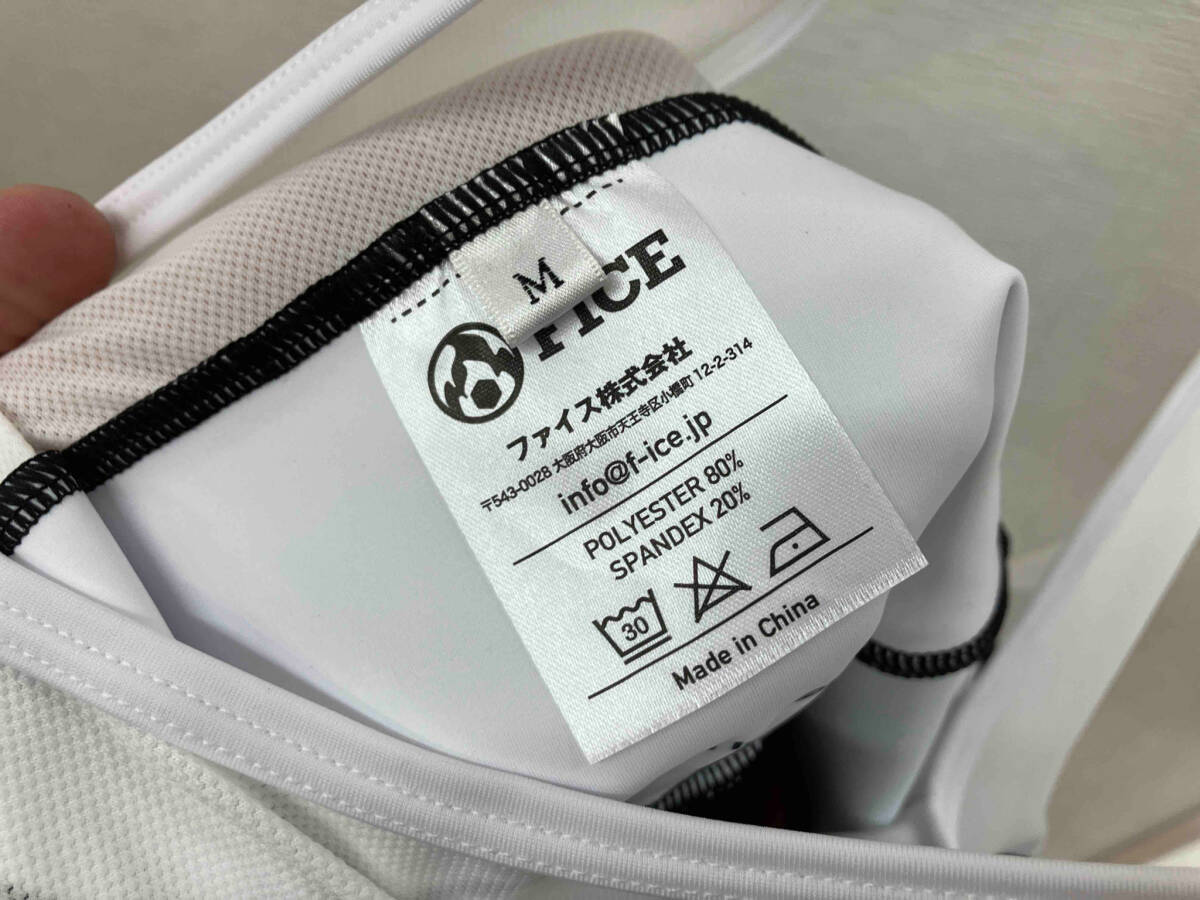 M
FICE
ファイス株式会社
〒543-0028 大阪府大阪市天王寺区小橋町 12-2-314
info@f-ice.jp
POLYESTER 80%
SPANDEX 20%
30
Made in China